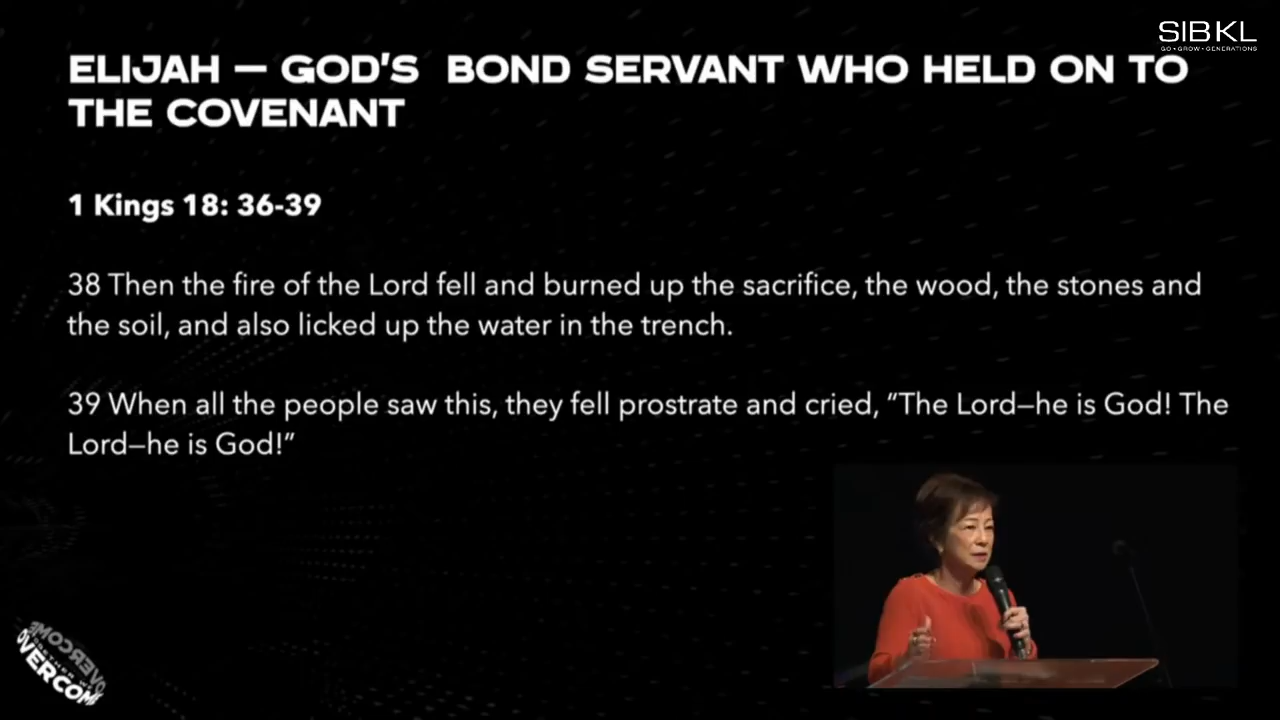 SIBKL
GO • GROW • GENERATIONS
ELIJAH — GOD'S  BOND SERVANT WHO HELD ON TO
THE COVENANT
1 Kings 18: 36-39
38 Then the fire of the Lord fell and burned up the sacrifice, the wood, the stones and
the soil, and also licked up the water in the trench.
39 When all the people saw this, they fell prostrate and cried, “The Lord—he is God! The
Lord—he is God!”
OVERCOME
OVERCOM